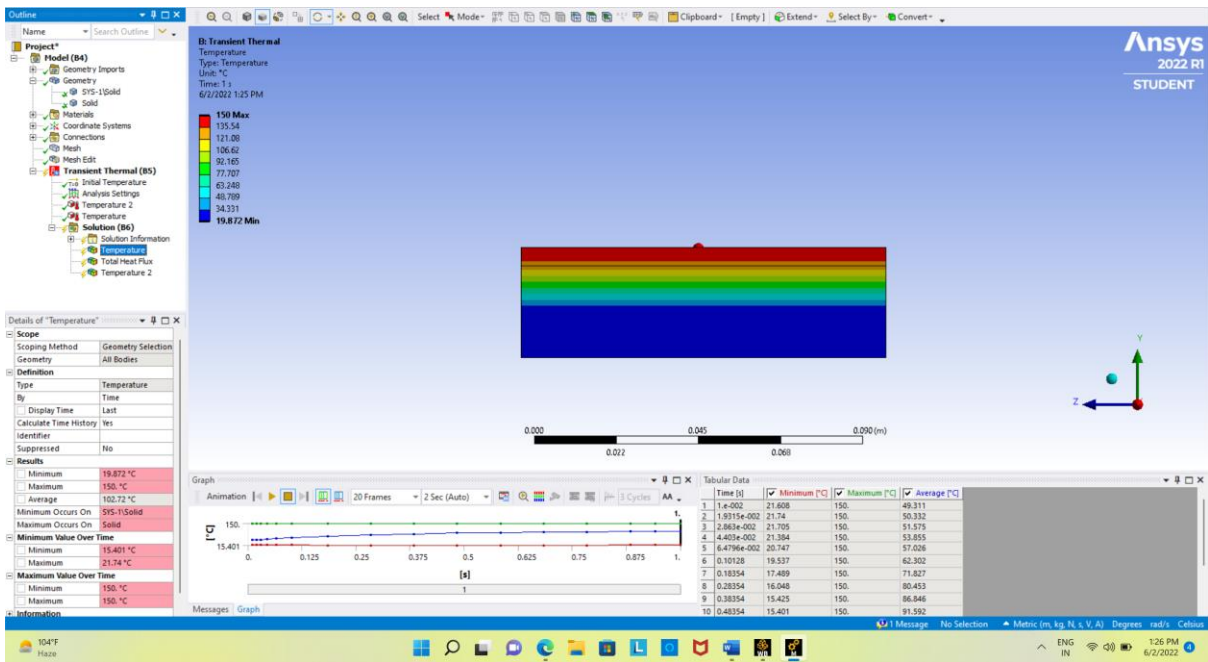 Outline
Name Search Outline
Project*
Model (B4)
Geometry Imports
Geometry
SYS-1\Solid
Solid
Materials
Coordinate Systems
Connections
Mesh
Mesh Edit
Transient Thermal (B5)
Initial Temperature
Analysis Settings
Temperature 2
Temperature
Solution (B6)
Solution Information
Temperature
Total Heat Flux
Temperature 2
Details of "Temperature"
Scope
Scoping Method Geometry Selection
Geometry All Bodies
Definition
Type Temperature
By Time
Display Time Last
Calculate Time History Yes
Identifier
Suppressed No
Results
Minimum 19.872 °C
Maximum 150. °C
Average 102.72 °C
Minimum Occurs On SYS-1\Solid
Maximum Occurs On Solid
Minimum Value Over Time
Minimum 15.401 °C
Maximum 21.74 °C
Maximum Value Over Time
Minimum 150. °C
Maximum 150. °C
Information
Select Mode Clipboard [Empty] Extend Select By Convert
B: Transient Thermal
Temperature
Type: Temperature
Unit: °C
Time: 1 s
6/2/2022 1:25 PM
150 Max
135.54
121.08
106.62
92.165
77.707
63.248
48.789
34.331
19.872 Min
Ansys
2022 R1
STUDENT
Y
Z
0.000 0.045 0.090 (m)
0.022 0.068
Graph
Animation 20 Frames 2 Sec (Auto) 3 Cycles
1.
[°C]
150.
15.401
0. 0.125 0.25 0.375 0.5 0.625 0.75 0.875 1.
[s]
1
Messages Graph
Tabular Data
Time [s] Minimum [°C] Maximum [°C] Average [°C]
1 1.e-002 21.608 150. 49.311
2 1.9315e-002 21.74 150. 50.332
3 2.863e-002 21.705 150. 51.575
4 4.403e-002 21.384 150. 53.855
5 6.4796e-002 20.747 150. 57.026
6 0.10128 19.537 150. 62.302
7 0.18354 17.489 150. 71.827
8 0.28354 16.048 150. 80.453
9 0.38354 15.425 150. 86.846
10 0.48354 15.401 150. 91.592
1 Message No Selection Metric (m, kg, N, s, V, A) Degrees rad/s Celsius
104°F
Haze
ENG
IN
1:26 PM
6/2/2022
4